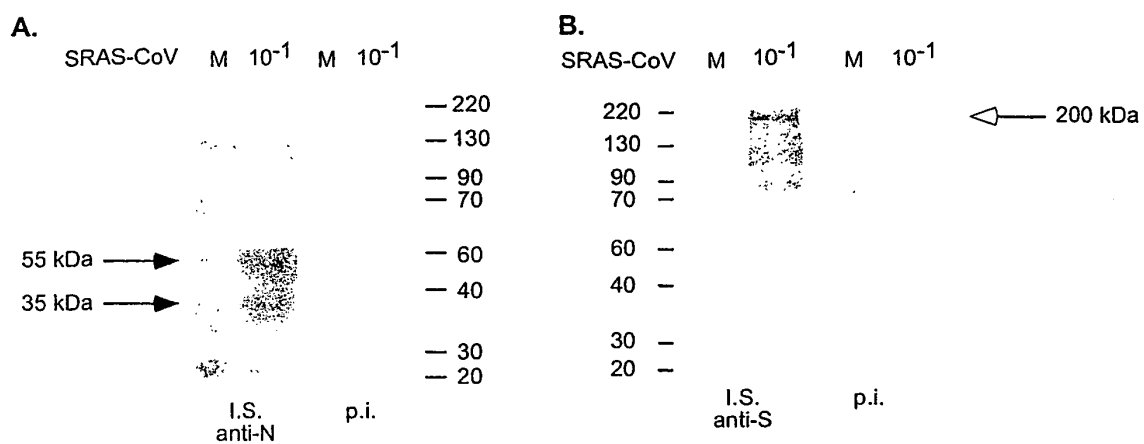 A.
SRAS-CoV M 10⁻¹ M 10⁻¹
220
130
90
70
55 kDa
60
40
35 kDa
30
20
I.S.
anti-N
p.i.
B.
SRAS-CoV M 10⁻¹ M 10⁻¹
220
200 kDa
130
90
70
60
40
30
20
I.S.
anti-S
p.i.